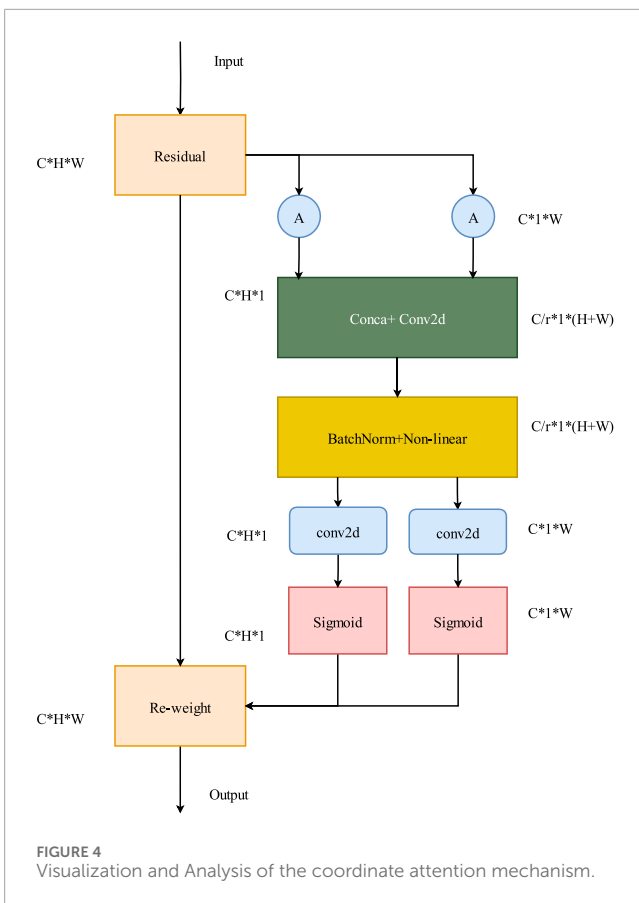 Input
Residual
C*H*W
A
A
C*1*W
C*H*1
Conca+ Conv2d
C/r*1*(H+W)
BatchNorm+Non-linear
C/r*1*(H+W)
C*H*1
conv2d
conv2d
C*1*W
C*H*1
Sigmoid
Sigmoid
C*1*W
C*H*W
Re-weight
Output
FIGURE 4
Visualization and Analysis of the coordinate attention mechanism.